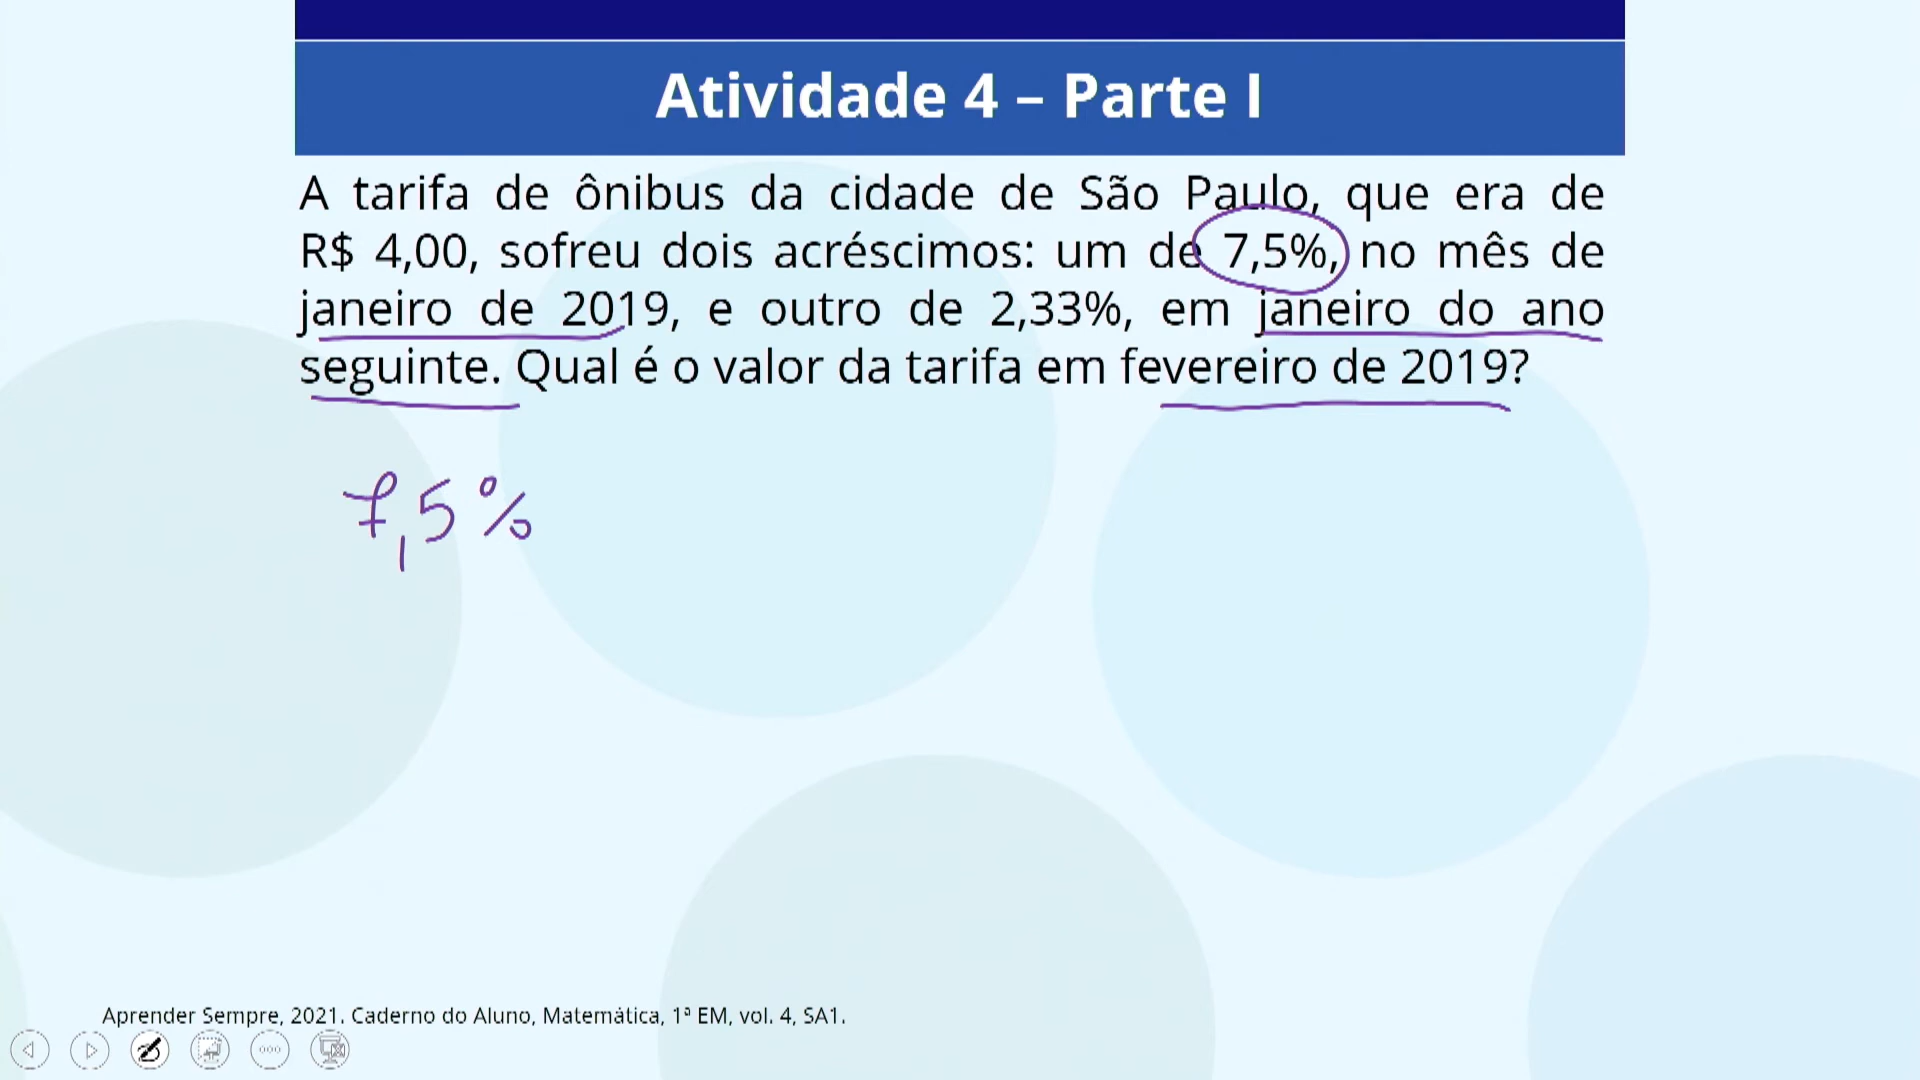 Atividade 4 – Parte I
A tarifa de ônibus da cidade de São Paulo, que era de
R$ 4,00, sofreu dois acréscimos: um de 7,5%, no mês de
janeiro de 2019, e outro de 2,33%, em janeiro do ano
seguinte. Qual é o valor da tarifa em fevereiro de 2019?
7,5%
Aprender Sempre, 2021. Caderno do Aluno, Matemática, 1ª EM, vol. 4, SA1.